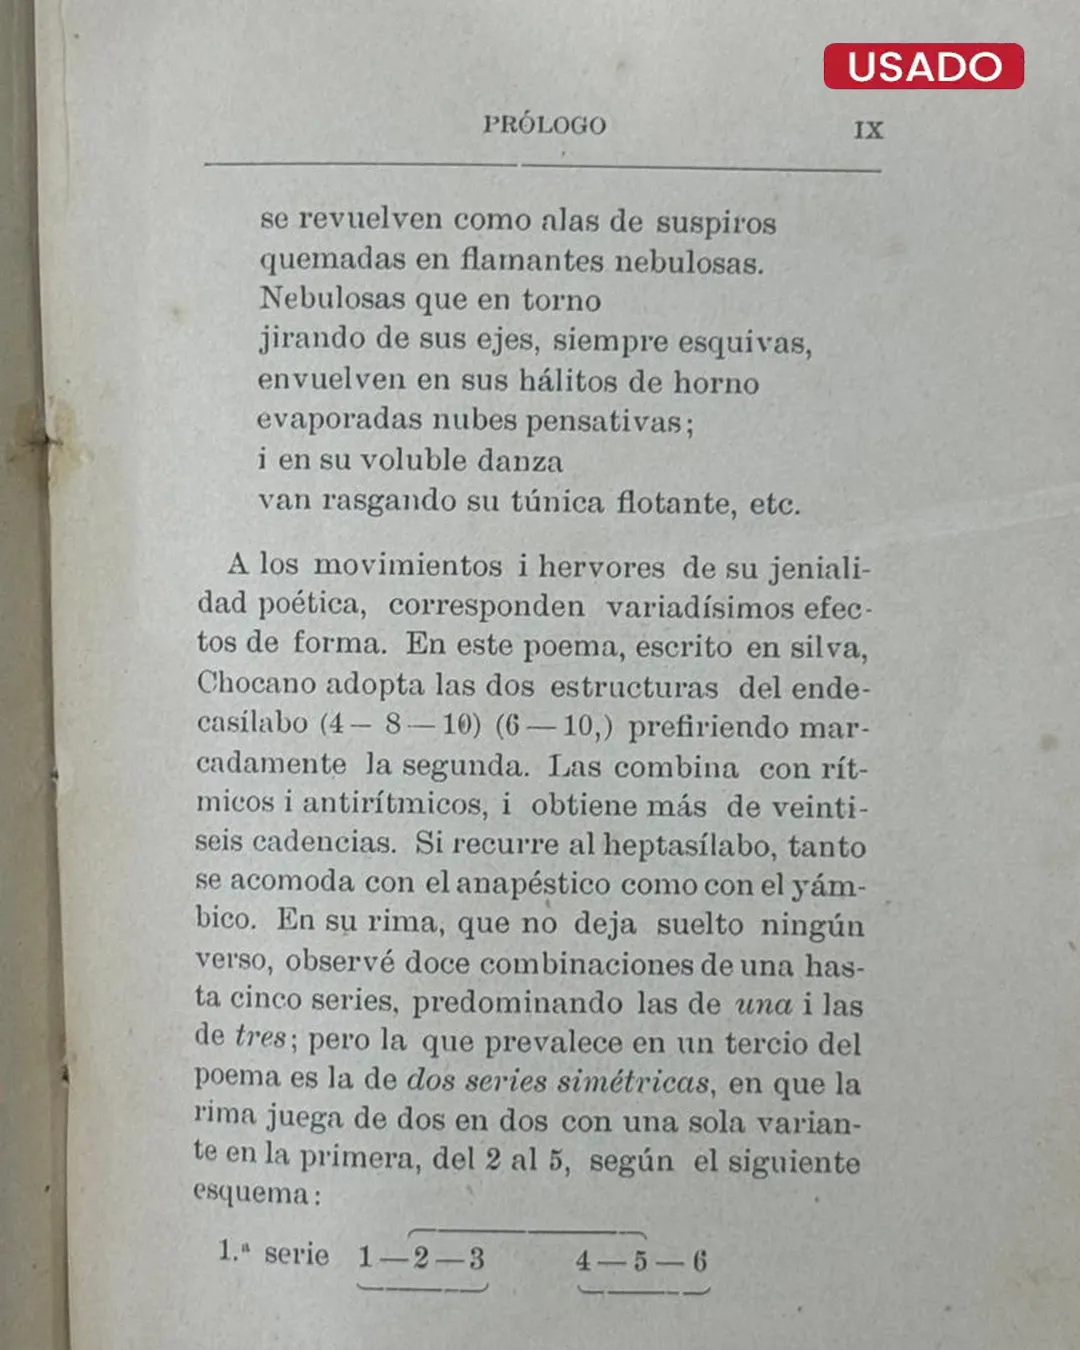 USADO
PRÓLOGO IX
se revuelven como alas de suspiros
quemadas en flamantes nebulosas.
Nebulosas que en torno
jirando de sus ejes, siempre esquivas,
envuelven en sus hálitos de horno
evaporadas nubes pensativas;
i en su voluble danza
van rasgando su túnica flotante, etc.
A los movimientos i hervores de su jeniali-
dad poética, corresponden variadísimos efec-
tos de forma. En este poema, escrito en silva,
Chocano adopta las dos estructuras del ende-
casílabo (4 — 8 — 10) (6 — 10,) prefiriendo mar-
cadamente la segunda. Las combina con rít-
micos i antirítmicos, i obtiene más de veinti-
seis cadencias. Si recurre al heptasílabo, tanto
se acomoda con el anapéstico como con el yám-
bico. En su rima, que no deja suelto ningún
verso, observé doce combinaciones de una has-
ta cinco series, predominando las de una i las
de tres; pero la que prevalece en un tercio del
poema es la de dos series simétricas, en que la
rima juega de dos en dos con una sola varian-
te en la primera, del 2 al 5, según el siguiente
esquema:
1.ª serie 1 — 2 — 3 4 — 5 — 6